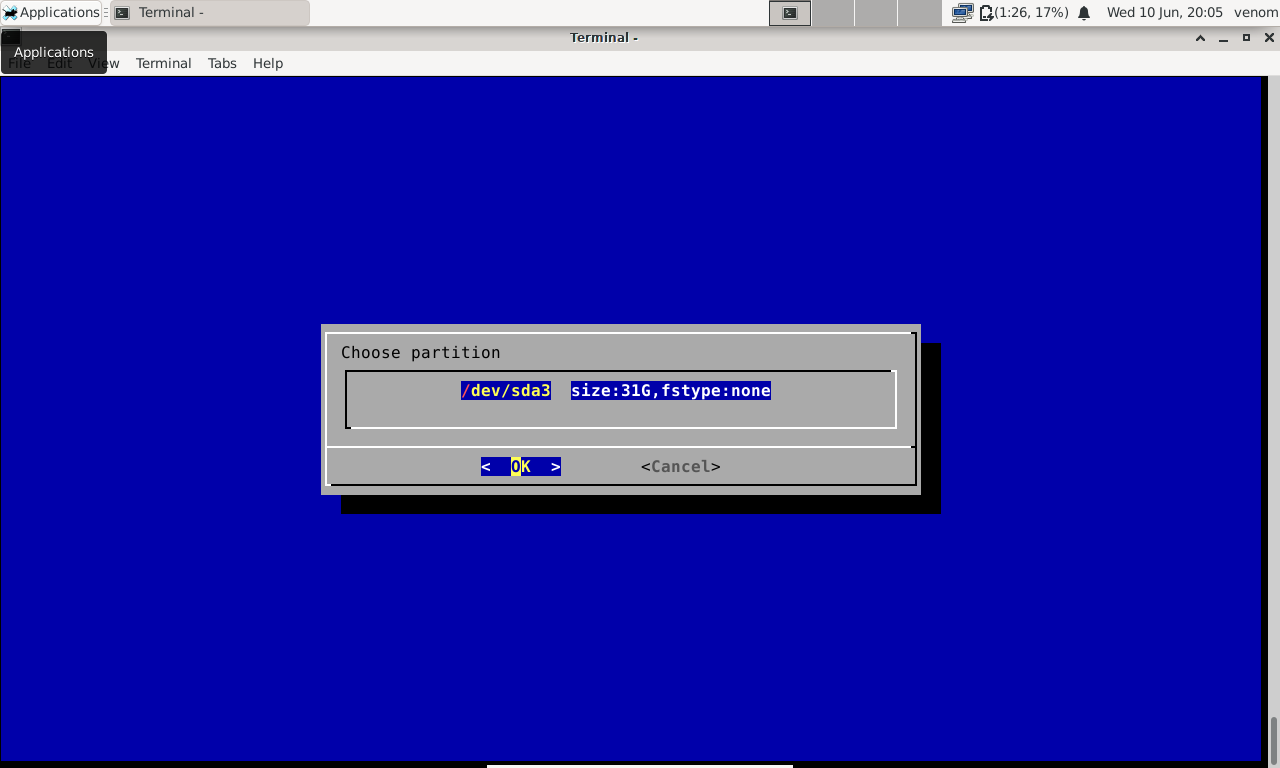 Applications
Terminal -
(1:26, 17%)
Wed 10 Jun, 20:05
venom
Terminal -
Applications
File Edit View Terminal Tabs Help
Choose partition
/dev/sda3 size:31G,fstype:none
< OK > <Cancel>